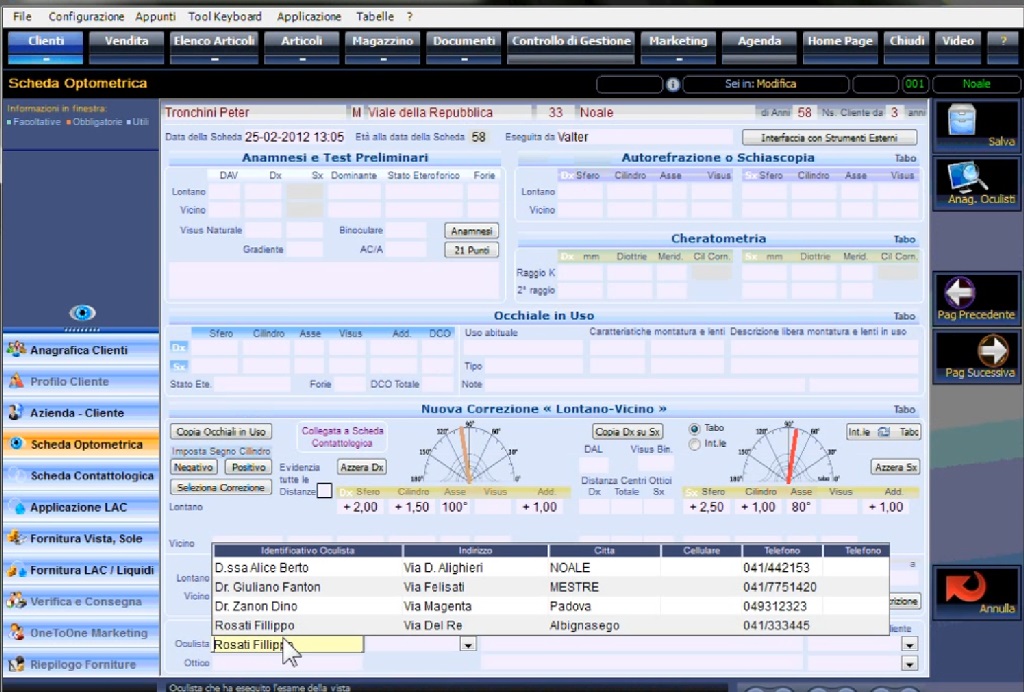 File Configurazione Appunti Tool Keyboard Applicazione Tabelle ?
Clienti Vendita Elenco Articoli Articoli Magazzino Documenti Controllo di Gestione Marketing Agenda Home Page Chiudi Video ?
Scheda Optometrica Sei in: Modifica 001 Noale
Informazioni in finestra:
Facoltative Obbligatorie Utili
Tronchini Peter M Viale della Repubblica 33 Noale di Anni 58 Ns. Cliente da 3 anni
Data della Scheda 25-02-2012 13:05 Età alla data della Scheda 58 Eseguita da Valter Interfaccia con Strumenti Esterni
Salva
Anag. Oculisti
Pag Precedente
Pag Sucessiva
Annulla
Anamnesi e Test Preliminari
DAV Dx Sx Dominante Stato Eteroforico Forie
Lontano
Vicino
Visus Naturale Binoculare Anamnesi
Gradiente AC/A 21 Punti
Autorefrazione o Schiascopia Tabo
Dx Sfero Cilindro Asse Visus Sx Sfero Cilindro Asse Visus
Lontano
Vicino
Cheratometria Tabo
Dx mm Diottrie Merid. Cil Corn. Sx mm Diottrie Merid. Cil Corn.
Raggio K
2° raggio
Occhiale in Uso Tabo
Sfero Cilindro Asse Visus Add. DCO Uso abituale Caratteristiche montatura e lenti Descrizione libera montatura e lenti in uso
Dx
Sx Tipo
Stato Ete. Forie DCO Totale Note
Anagrafica Clienti
Profilo Cliente
Azienda - Cliente
Scheda Optometrica
Scheda Contattologica
Applicazione LAC
Fornitura Vista, Sole
Fornitura LAC / Liquidi
Verifica e Consegna
OneToOne Marketing
Riepilogo Forniture
Nuova Correzione « Lontano-Vicino » Tabo
Copia Occhiali in Uso Collegata a Scheda Contattologica
Imposta Segno Cilindro
Negativo Positivo
Seleziona Correzione
Evidenzia tutte le Distanze
Azzera Dx
120° 90° 60° 150° 180° 0°
Copia Dx su Sx Tabo Int.le
DAL Visus Bin.
Distanza Centri Ottici
Dx Totale Sx
120° 90° 60° 150° 180° 0°
Int.le Tabo
Azzera Sx
Dx Sfero Cilindro Asse Visus Add. Sx Sfero Cilindro Asse Visus Add.
Lontano + 2,00 + 1,50 100° + 1,00 + 2,50 + 1,00 80° + 1,00
Vicino
Identificativo Oculista Indirizzo Citta Cellulare Telefono Telefono
D.ssa Alice Berto Via D. Alighieri NOALE 041/442153
Dr. Giuliano Fanton Via Felisati MESTRE 041/7751420
Dr. Zanon Dino Via Magenta Padova 049312323
Rosati Fillippo Via Del Re Albignasego 041/333445
Lontano
Vicino
Oculista Rosati Fillipp
Ottico
Oculista che ha eseguito l'esame della vista